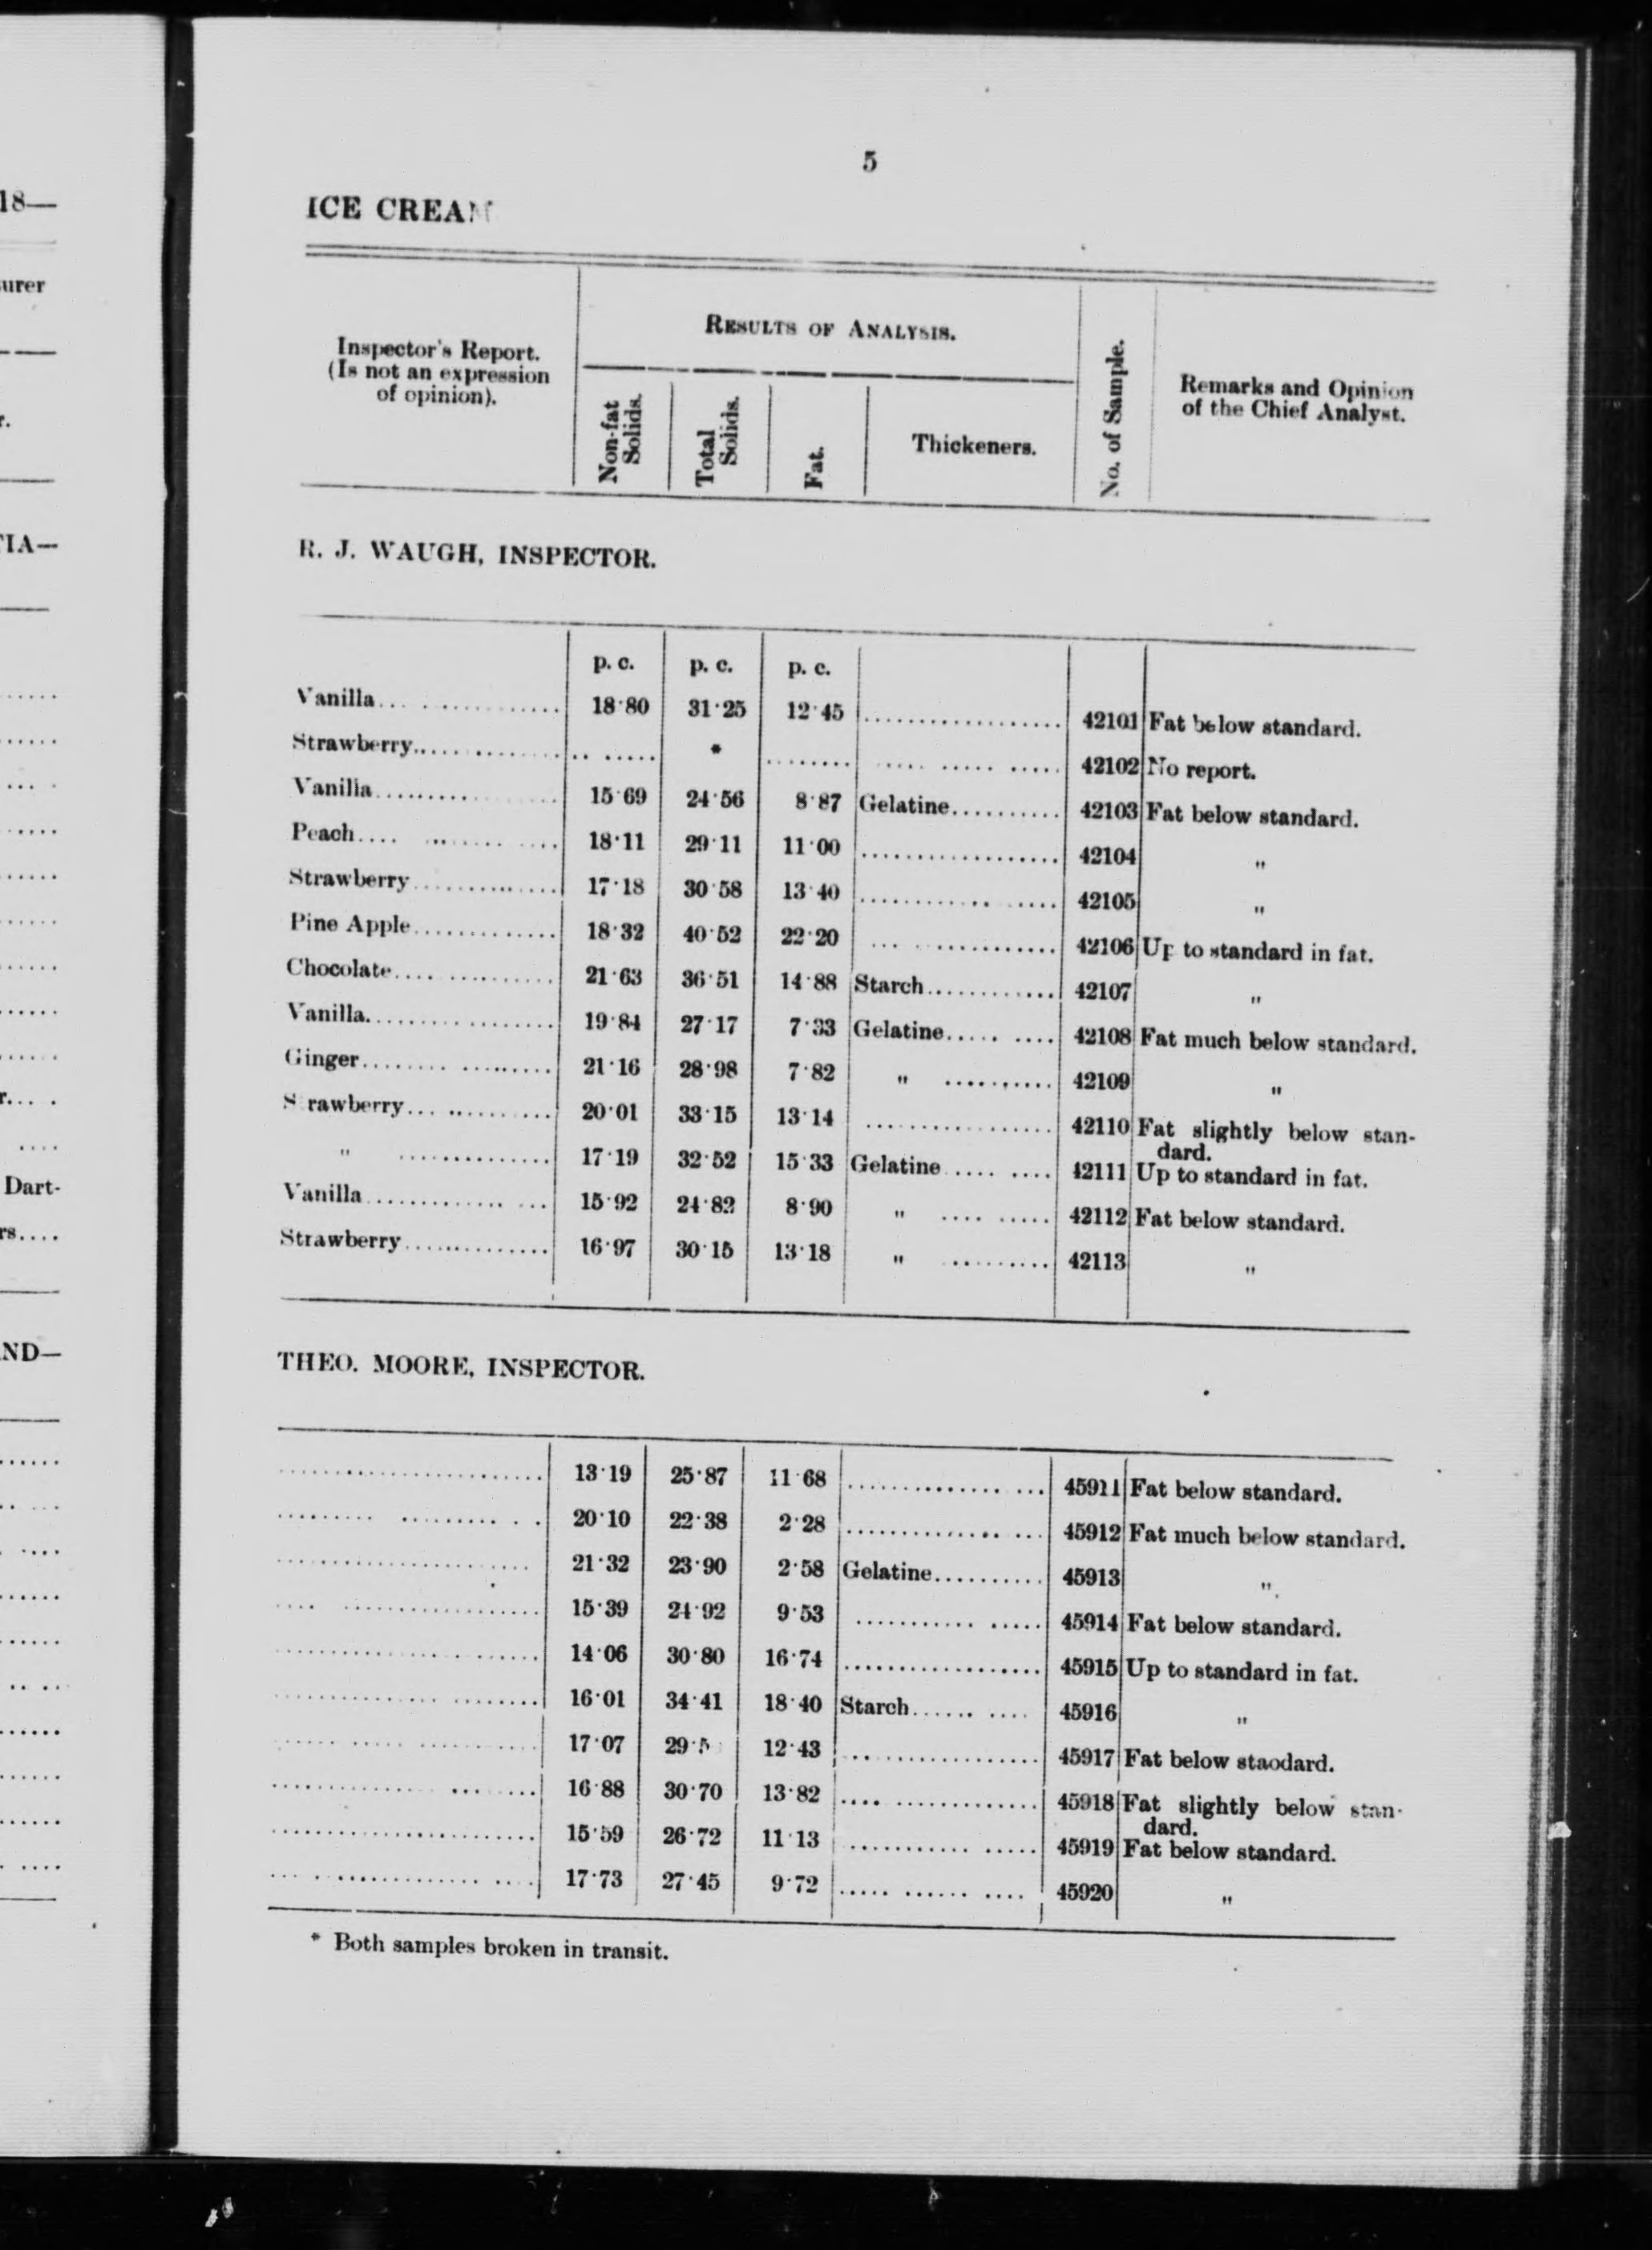 18—
urer
r.
TIA—
r....
Dart-
rs....
AND—
5
ICE CREAM
Inspector's Report.
(Is not an expression
of opinion).
RESULTS OF ANALYSIS.
Non-fat Solids.
Total Solids.
Fat.
Thickeners.
No. of Sample.
Remarks and Opinion
of the Chief Analyst.
R. J. WAUGH, INSPECTOR.
p. c. p. c. p. c.
Vanilla 18·80 31·25 12·45 42101 Fat below standard.
Strawberry * 42102 No report.
Vanilla 15·69 24·56 8·87 Gelatine 42103 Fat below standard.
Peach 18·11 29·11 11·00 42104 "
Strawberry 17·18 30·58 13·40 42105 "
Pine Apple 18·32 40·52 22·20 42106 Up to standard in fat.
Chocolate 21·63 36·51 14·88 Starch 42107 "
Vanilla 19·84 27·17 7·33 Gelatine 42108 Fat much below standard.
Ginger 21·16 28·98 7·82 " 42109 "
S rawberry 20·01 33·15 13·14 42110 Fat slightly below stan-
dard.
" 17·19 32·52 15·33 Gelatine 42111 Up to standard in fat.
Vanilla 15·92 24·82 8·90 " 42112 Fat below standard.
Strawberry 16·97 30·15 13·18 " 42113 "
THEO. MOORE, INSPECTOR.
13·19 25·87 11·68 45911 Fat below standard.
20·10 22·38 2·28 45912 Fat much below standard.
21·32 23·90 2·58 Gelatine 45913 "
15·39 24·92 9·53 45914 Fat below standard.
14·06 30·80 16·74 45915 Up to standard in fat.
16·01 34·41 18·40 Starch 45916 "
17·07 12·43 45917 Fat below staodard.
16·88 30·70 13·82 45918 Fat slightly below stan-
dard.
15·59 26·72 11·13 45919 Fat below standard.
17·73 27·45 9·72 45920 "
* Both samples broken in transit.